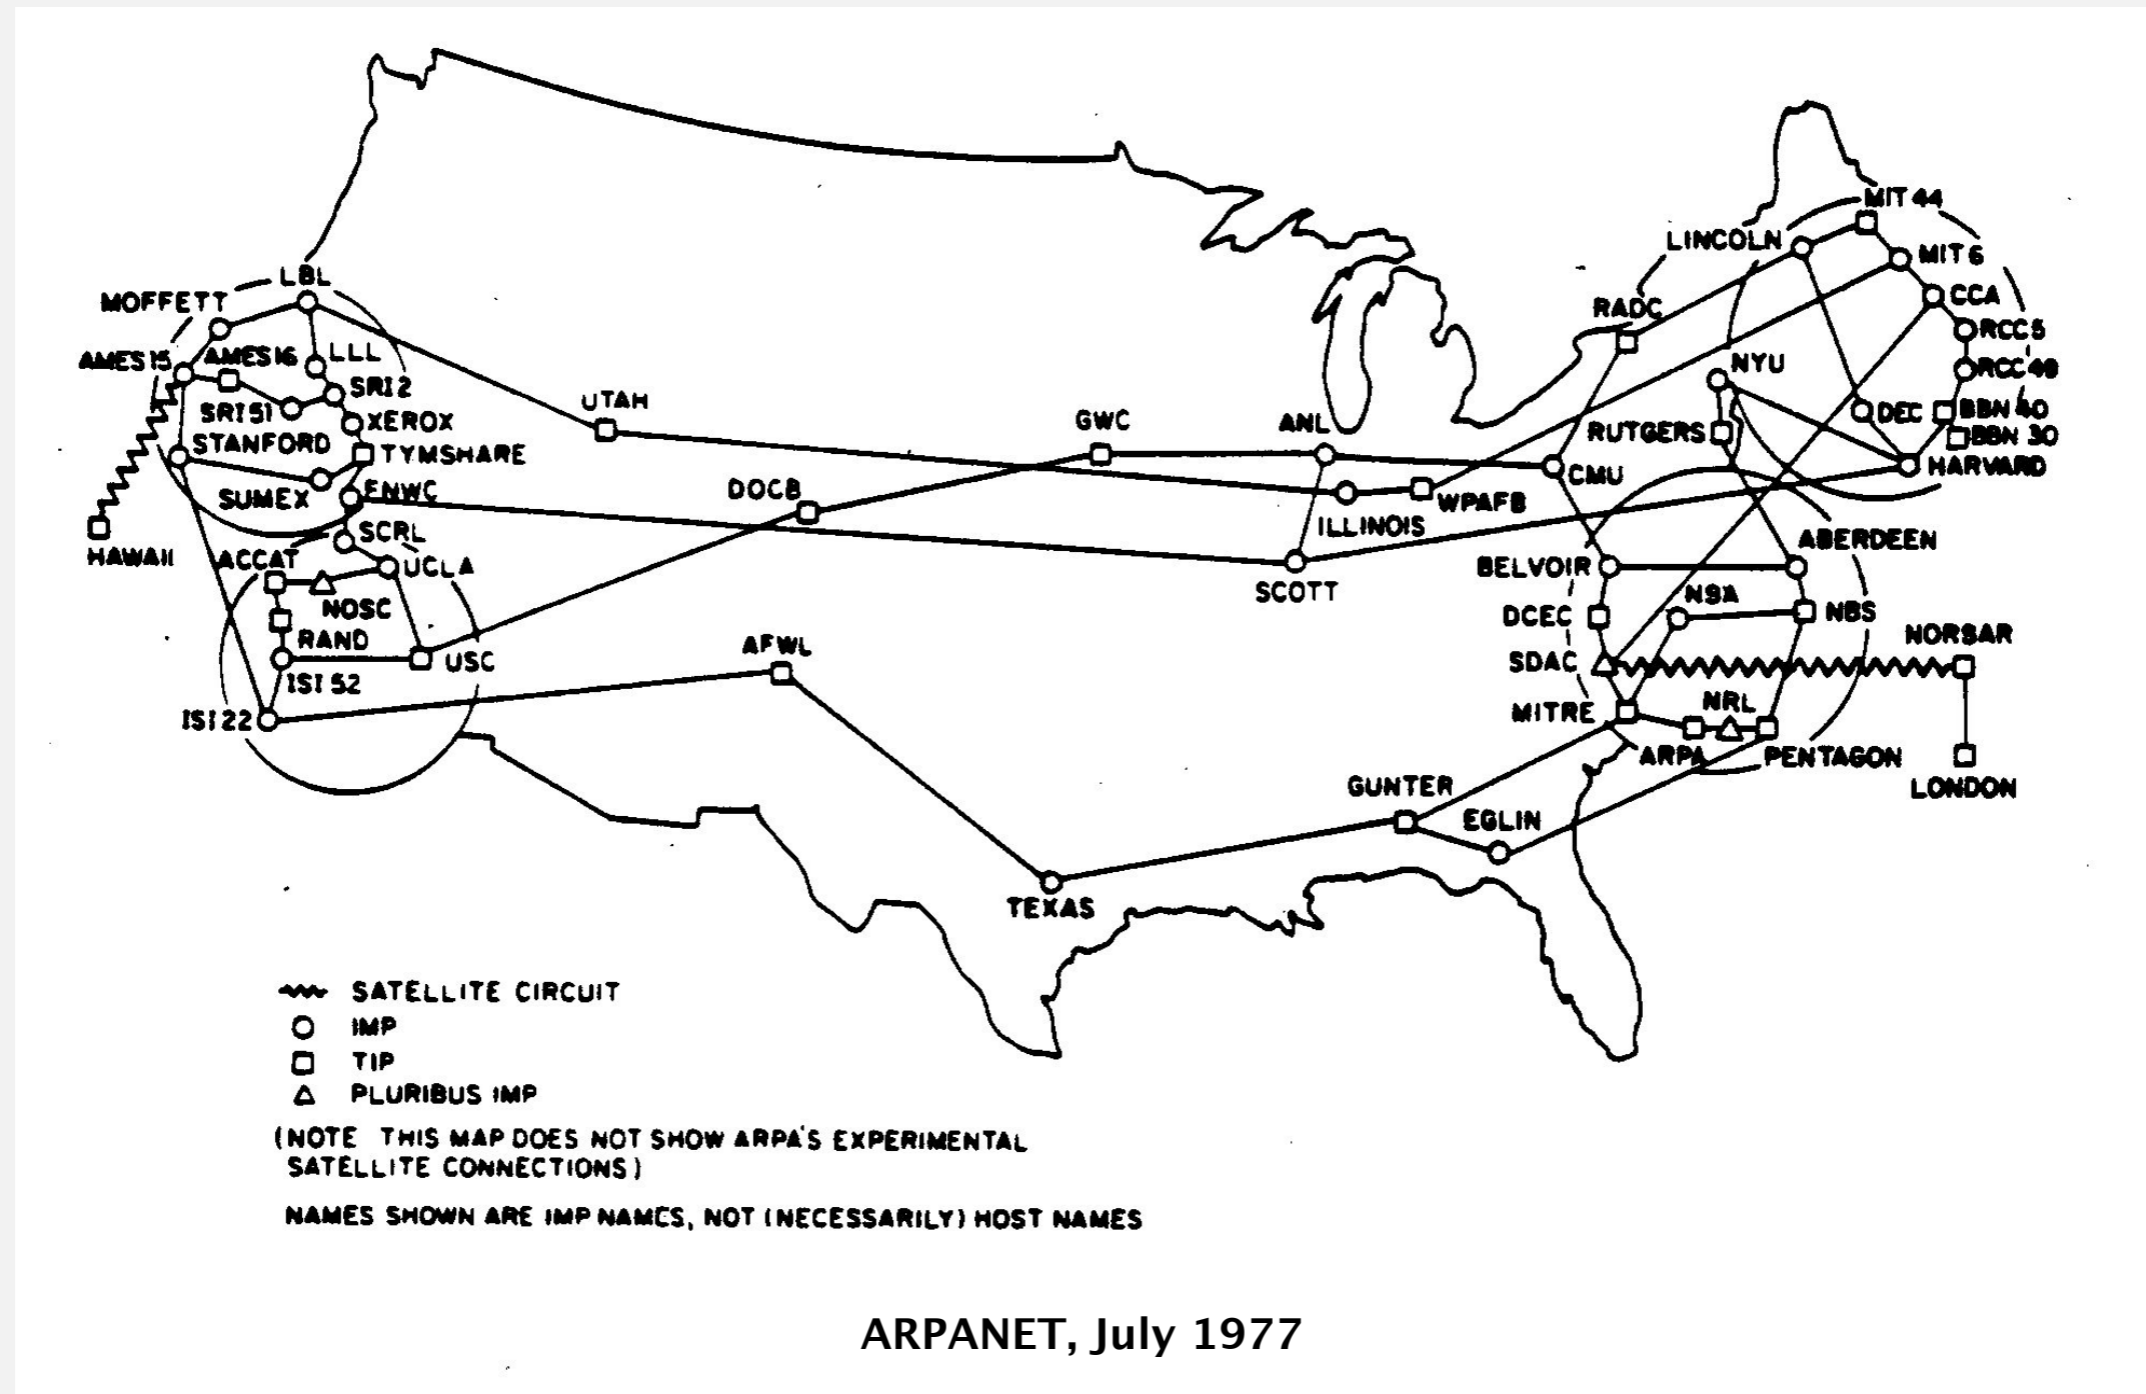 MIT 44
LINCOLN
MIT 6
LBL
MOFFETT
CCA
RADC
RCC 5
AMES 15
AMES 16
LLL
NYU
RCC 49
SRI 2
UTAH
SRI 51
XEROX
GWC
ANL
DEC
BBN 40
STANFORD
TYMSHARE
RUTGERS
BBN 30
HARVARD
SUMEX
ENWC
DOCB
CMU
WPAFB
ILLINOIS
SCRL
HAWAII
ACCAT
UCLA
BELVOIR
ABERDEEN
SCOTT
NOSC
NSA
DCEC
NBS
RAND
NORSAR
AFWL
USC
SDAC
ISI 52
ISI 22
MITRE
NRL
ARPA
PENTAGON
GUNTER
LONDON
EGLIN
TEXAS
SATELLITE CIRCUIT
IMP
TIP
PLURIBUS IMP
(NOTE THIS MAP DOES NOT SHOW ARPA'S EXPERIMENTAL
SATELLITE CONNECTIONS)
NAMES SHOWN ARE IMP NAMES, NOT (NECESSARILY) HOST NAMES
ARPANET, July 1977